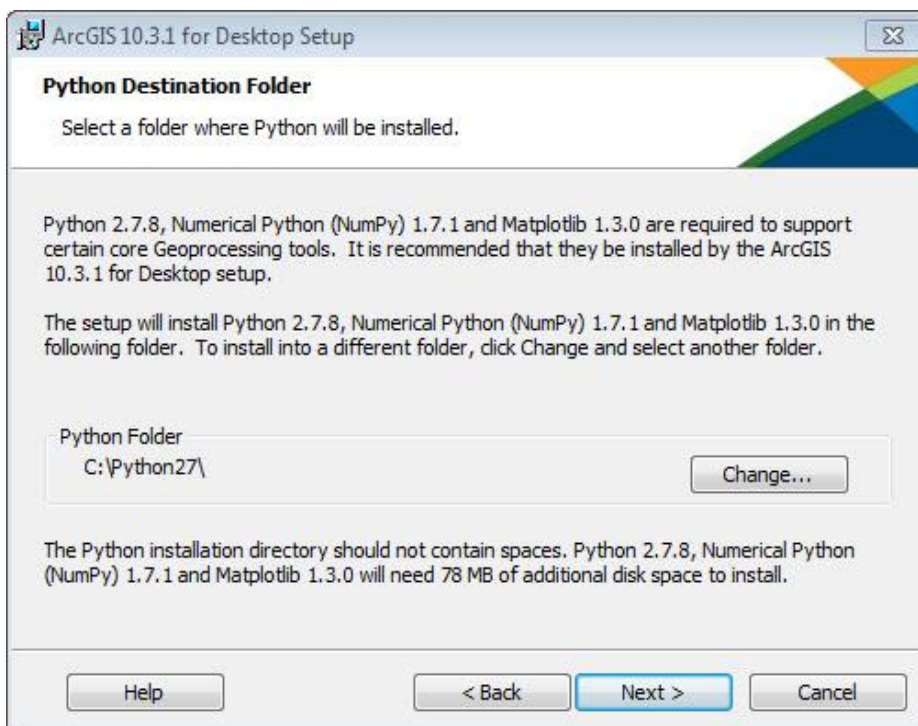 ArcGIS 10.3.1 for Desktop Setup
Python Destination Folder
Select a folder where Python will be installed.
Python 2.7.8, Numerical Python (NumPy) 1.7.1 and Matplotlib 1.3.0 are required to support
certain core Geoprocessing tools.  It is recommended that they be installed by the ArcGIS
10.3.1 for Desktop setup.
The setup will install Python 2.7.8, Numerical Python (NumPy) 1.7.1 and Matplotlib 1.3.0 in the
following folder.  To install into a different folder, click Change and select another folder.
Python Folder
C:\Python27\
Change...
The Python installation directory should not contain spaces. Python 2.7.8, Numerical Python
(NumPy) 1.7.1 and Matplotlib 1.3.0 will need 78 MB of additional disk space to install.
Help
< Back
Next >
Cancel